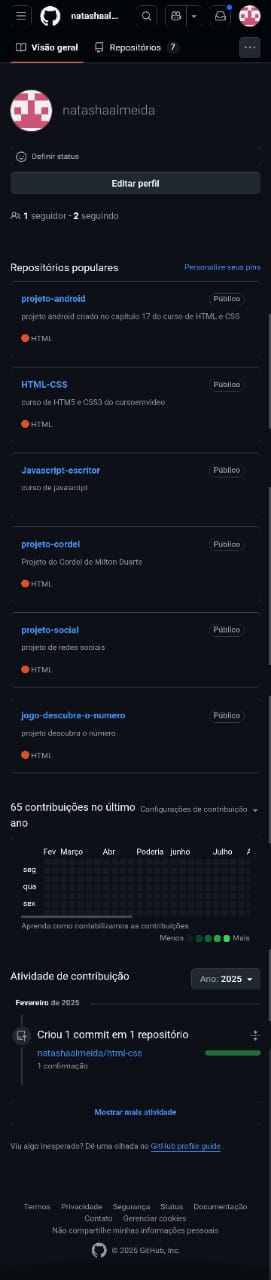 natashaal...
Visão geral
Repositórios 7
natashaalmeida
Definir status
Editar perfil
1 seguidor · 2 seguindo
Repositórios populares
Personalize seus pins
projeto-android
Público
projeto android criado no capítulo 17 do curso de HTML e CSS
HTML
HTML-CSS
Público
curso de HTM5 e CSS3 do cursoemvideo
HTML
Javascript-escritor
Público
curso de javascript
projeto-cordel
Público
Projeto do Cordel de Milton Duarte
HTML
projeto-social
Público
projeto de redes sociais
HTML
jogo-descubra-o-numero
Público
projeto descubra o número
HTML
65 contribuições no último ano
Configurações de contribuição
Fev Março Abr Poderia junho Julho A
seg
qua
sex
Aprenda como contabilizamos as contribuições
Menos Mais
Atividade de contribuição
Ano: 2025
Fevereiro de 2025
Criou 1 commit em 1 repositório
natashaalmeida/html-css
1 confirmação
Mostrar mais atividade
Viu algo inesperado? Dê uma olhada no GitHub profile guide .
Termos Privacidade Segurança Status Documentação
Contato Gerenciar cookies
Não compartilhe minhas informações pessoais
© 2025 GitHub, Inc.